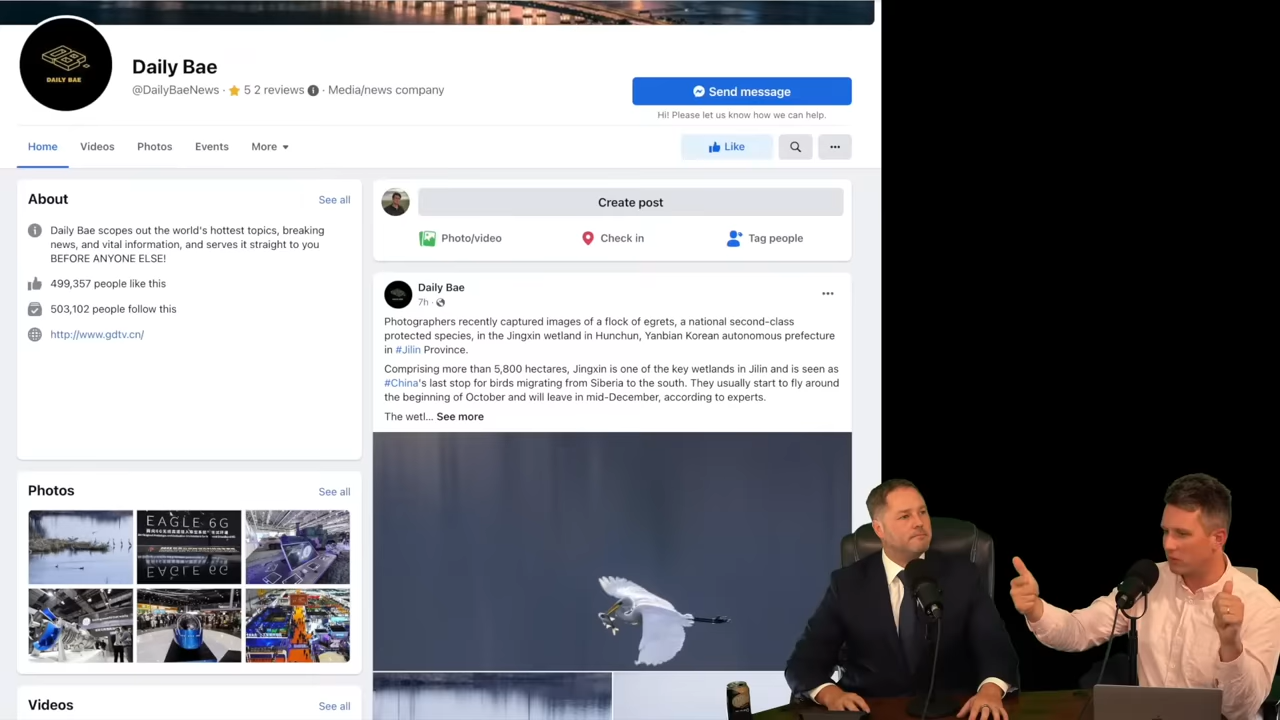 DAILY BAE
Daily Bae
@DailyBaeNews · 5 2 reviews · Media/news company
Send message
Hi! Please let us know how we can help.
Home Videos Photos Events More
Like
About
See all
Daily Bae scopes out the world's hottest topics, breaking
news, and vital information, and serves it straight to you
BEFORE ANYONE ELSE!
499,357 people like this
503,102 people follow this
http://www.gdtv.cn/
Photos
See all
EAGLE 6G
Videos
See all
Create post
Photo/video
Check in
Tag people
Daily Bae
7h ·
Photographers recently captured images of a flock of egrets, a national second-class
protected species, in the Jingxin wetland in Hunchun, Yanbian Korean autonomous prefecture
in #Jilin Province.
Comprising more than 5,800 hectares, Jingxin is one of the key wetlands in Jilin and is seen as
#China's last stop for birds migrating from Siberia to the south. They usually start to fly around
the beginning of October and will leave in mid-December, according to experts.
The wetl... See more